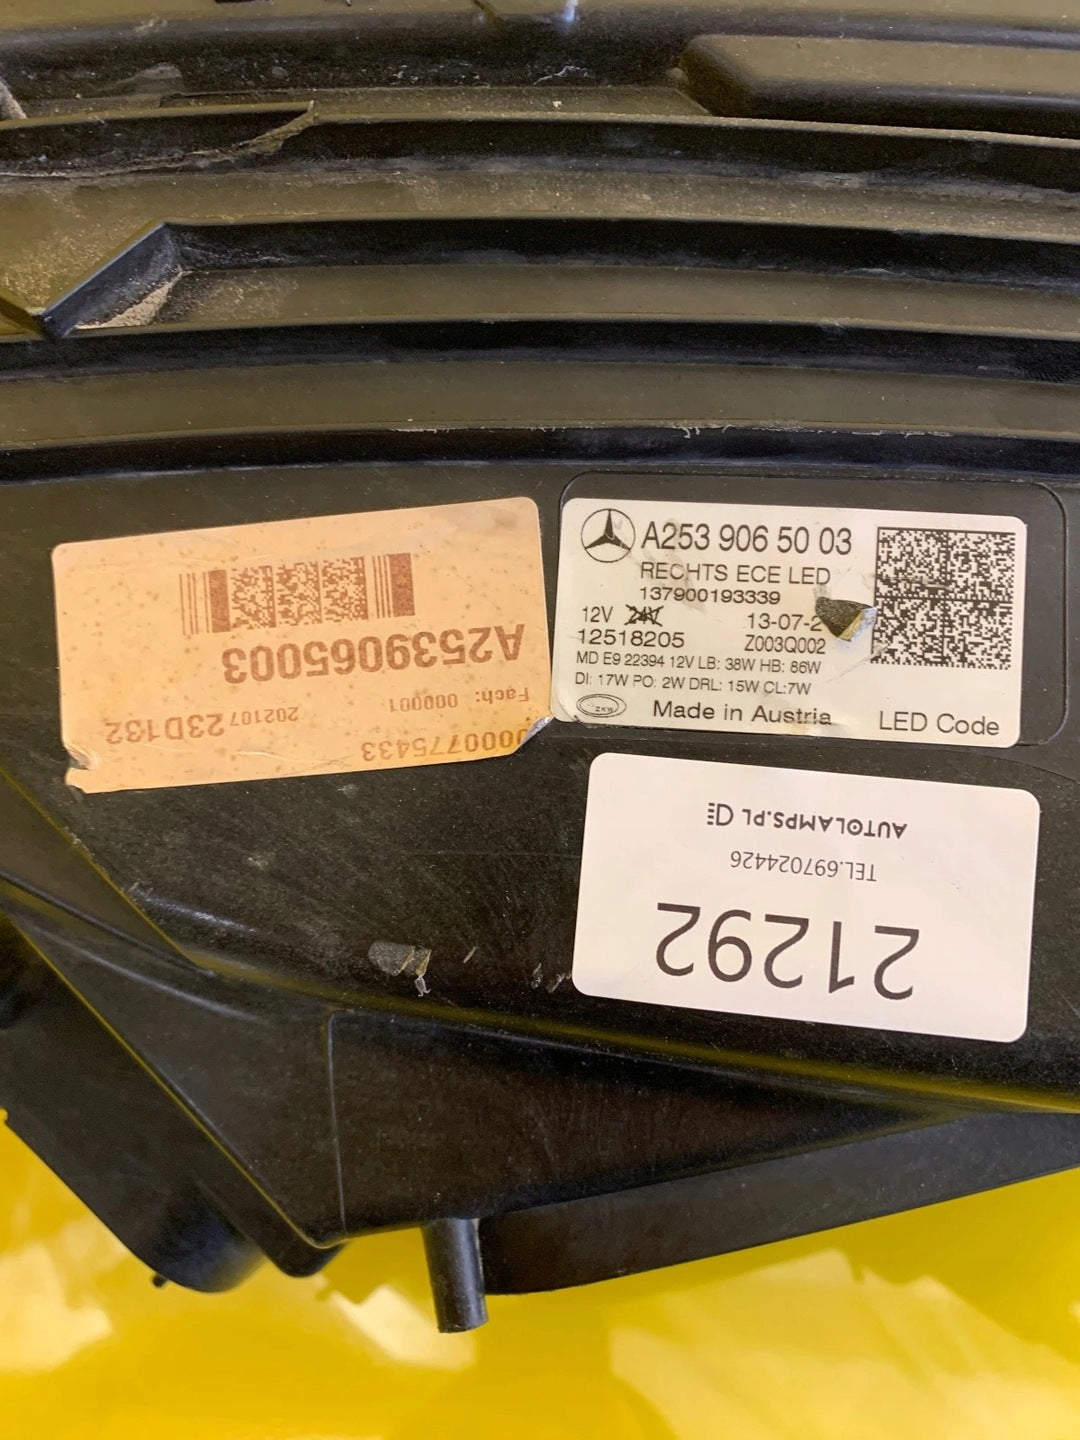 A2539065003
Fach: 000001
202107 23D132
J000775433
A253 906 50 03
RECHTS ECE LED
137900193339
12V 24V 13-07-2
12518205 Z003Q002
MD E9 22394 12V LB: 38W HB: 86W
DI: 17W PO: 2W DRL: 15W CL:7W
ZKW Made in Austria LED Code
AUTOLAMPS.PL
TEL.697024426
21292